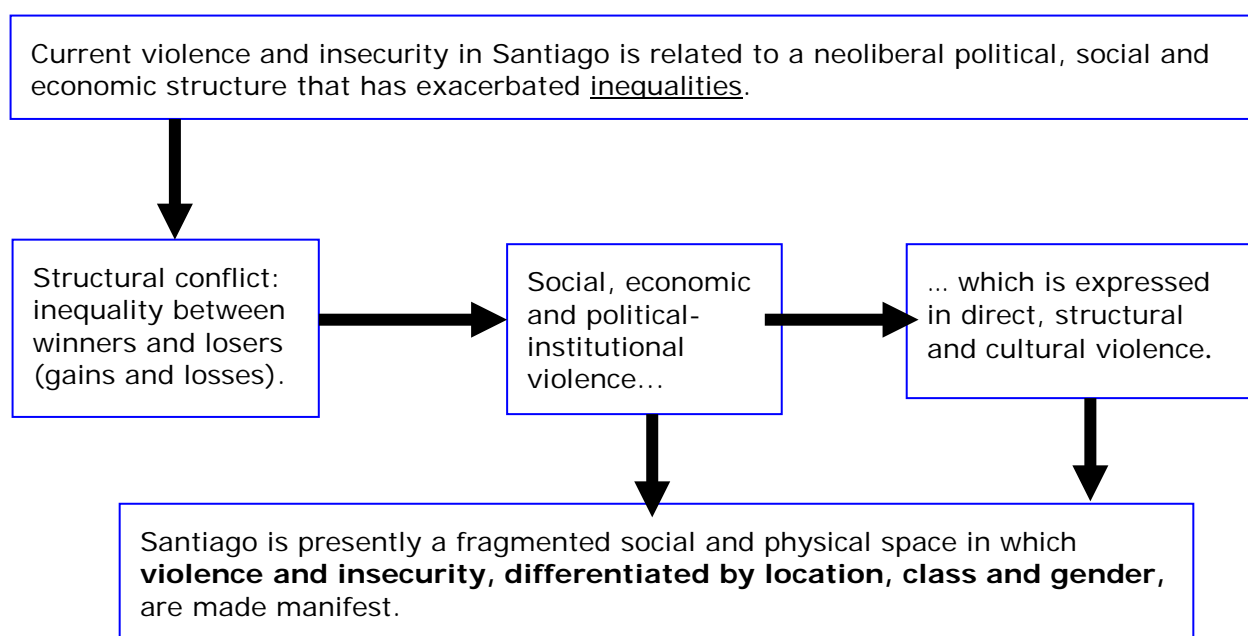 Current violence and insecurity in Santiago is related to a neoliberal political, social and
economic structure that has exacerbated inequalities.
Structural conflict:
inequality between
winners and losers
(gains and losses).
Social, economic
and political-
institutional
violence...
... which is expressed
in direct, structural
and cultural violence.
Santiago is presently a fragmented social and physical space in which
violence and insecurity, differentiated by location, class and gender,
are made manifest.